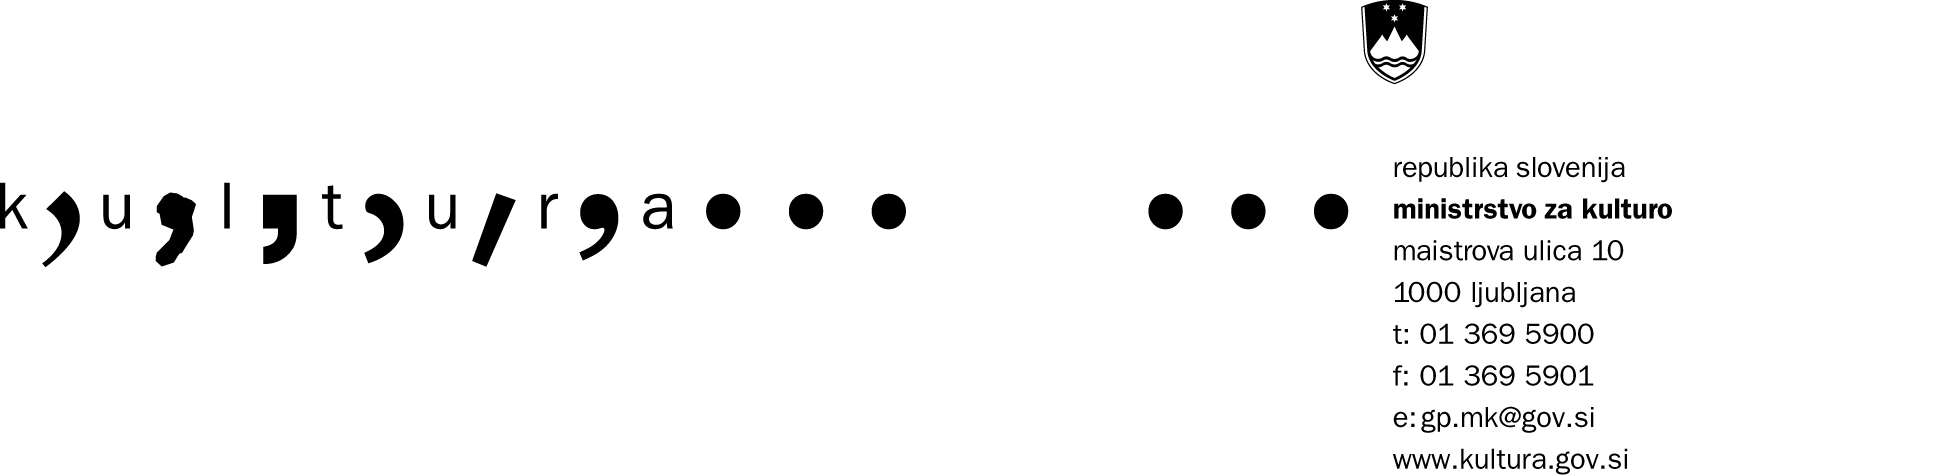 k,u,l,t,u,r,a...
...
republika slovenija
ministrstvo za kulturo
maistrova ulica 10
1000 ljubljana
t: 01 369 5900
f: 01 369 5901
e: gp.mk@gov.si
www.kultura.gov.si